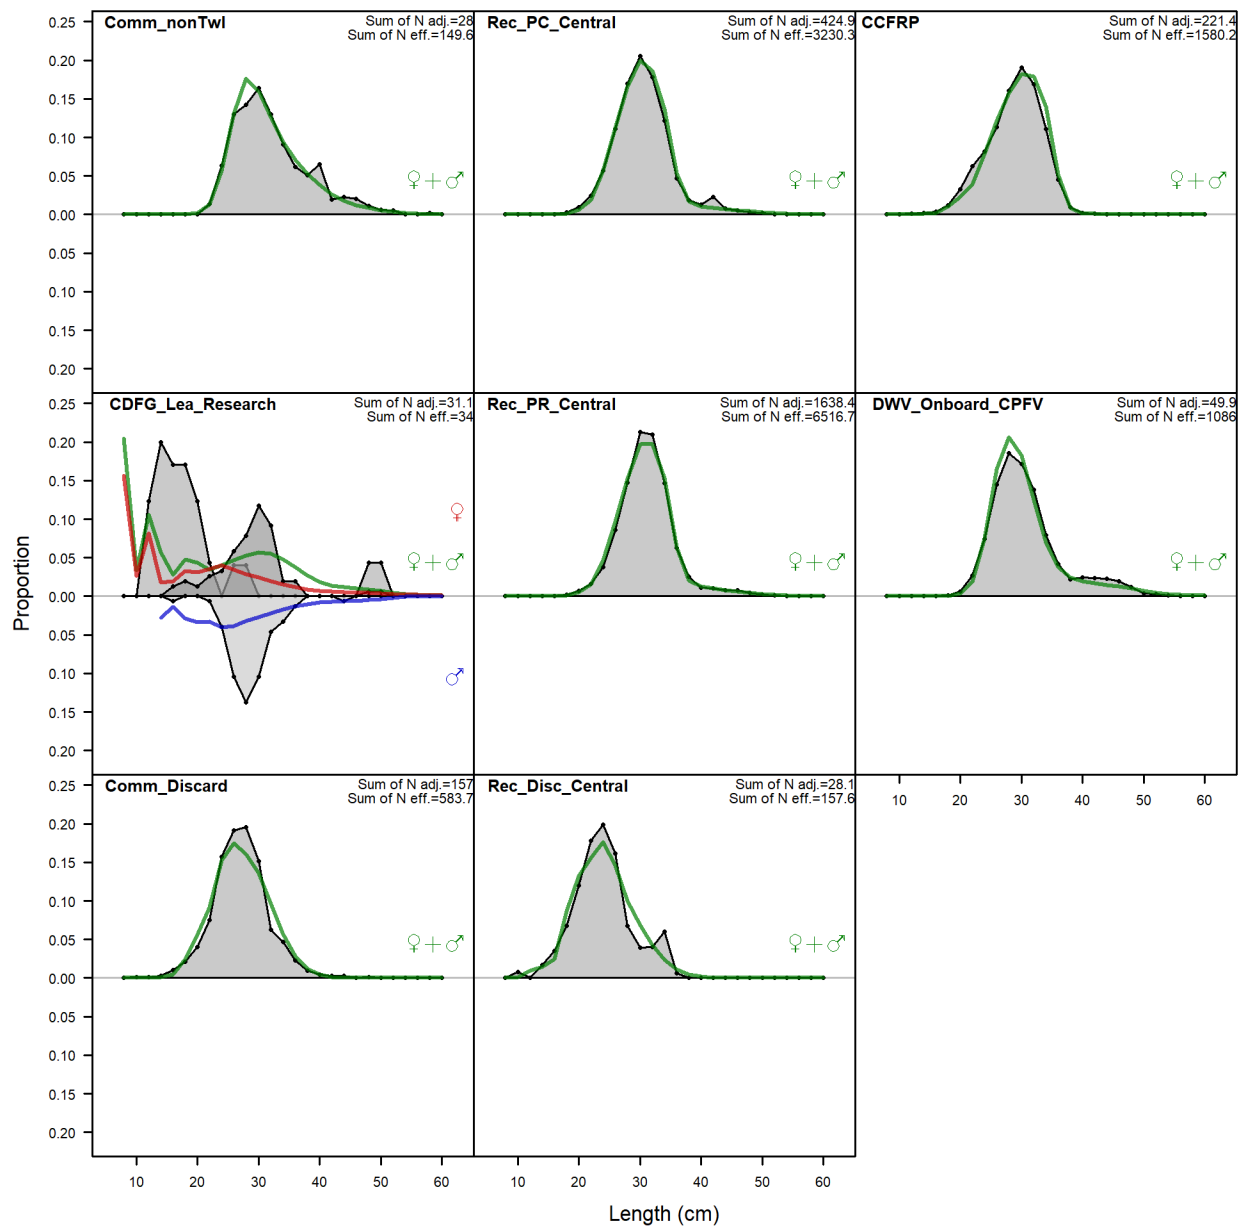 Comm_nonTwl
Sum of N adj.=28
Sum of N eff.=149.6
Rec_PC_Central
Sum of N adj.=424.9
Sum of N eff.=3230.3
CCFRP
Sum of N adj.=221.4
Sum of N eff.=1580.2
0.25
0.20
0.15
0.10
0.05
0.00
0.05
0.10
0.15
0.20
♀+♂
♀+♂
♀+♂
CDFG_Lea_Research
Sum of N adj.=31.1
Sum of N eff.=34
Rec_PR_Central
Sum of N adj.=1638.4
Sum of N eff.=6516.7
DWV_Onboard_CPFV
Sum of N adj.=49.9
Sum of N eff.=1086
0.25
0.20
0.15
0.10
0.05
0.00
0.05
0.10
0.15
0.20
♀
♀+♂
♂
♀+♂
♀+♂
Comm_Discard
Sum of N adj.=157
Sum of N eff.=583.7
Rec_Disc_Central
Sum of N adj.=28.1
Sum of N eff.=157.6
10 20 30 40 50 60
0.25
0.20
0.15
0.10
0.05
0.00
0.05
0.10
0.15
0.20
♀+♂
♀+♂
10 20 30 40 50 60
10 20 30 40 50 60
Proportion
Length (cm)